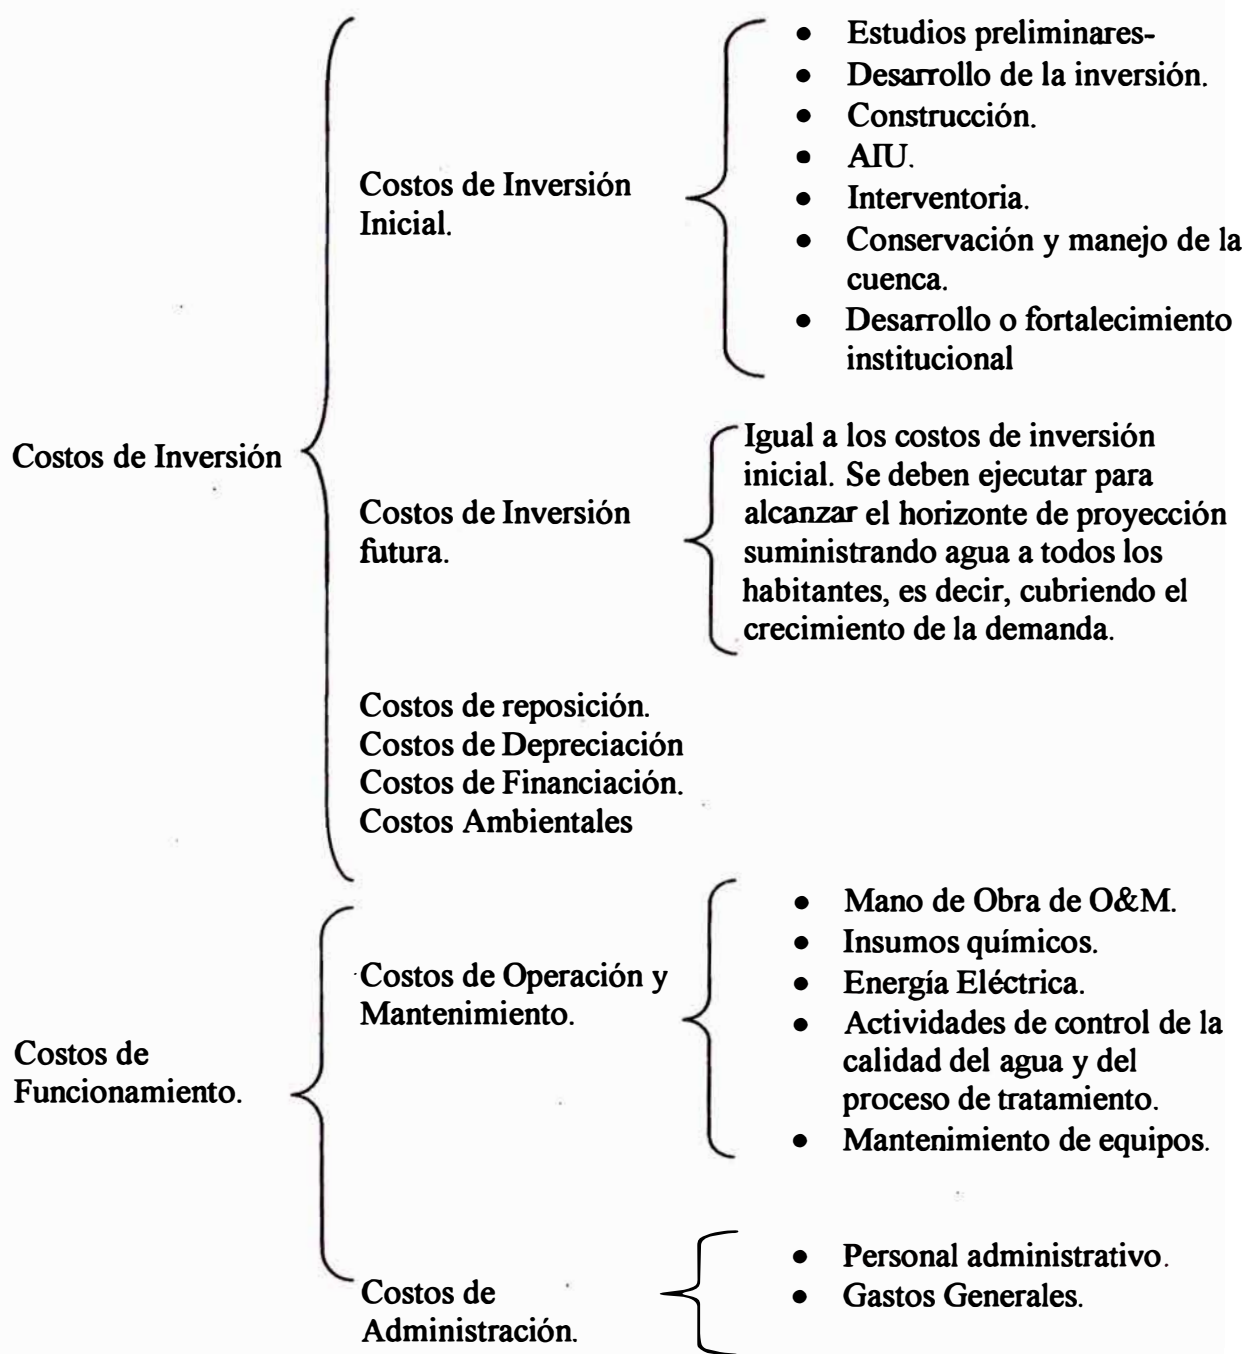 Costos de Inversión
Costos de Inversión
Inicial.
• Estudios preliminares-
• Desarrollo de la inversión.
• Construcción.
• AIU.
• Interventoria.
• Conservación y manejo de la
cuenca.
• Desarrollo o fortalecimiento
institucional
Costos de Inversión
futura.
Igual a los costos de inversión
inicial. Se deben ejecutar para
alcanzar el horizonte de proyección
suministrando agua a todos los
habitantes, es decir, cubriendo el
crecimiento de la demanda.
Costos de reposición.
Costos de Depreciación
Costos de Financiación.
Costos Ambientales
Costos de
Funcionamiento.
Costos de Operación y
Mantenimiento.
• Mano de Obra de O&M.
• Insumos químicos.
• Energía Eléctrica.
• Actividades de control de la
calidad del agua y del
proceso de tratamiento.
• Mantenimiento de equipos.
Costos de
Administración.
• Personal administrativo.
• Gastos Generales.